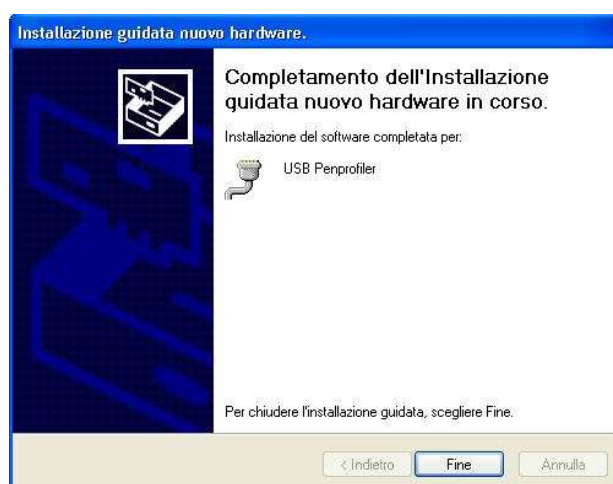 Installazione guidata nuovo hardware.
Completamento dell'Installazione
guidata nuovo hardware in corso.
Installazione del software completata per:
USB Penprofiler
Per chiudere l'installazione guidata, scegliere Fine.
< Indietro
Fine
Annulla